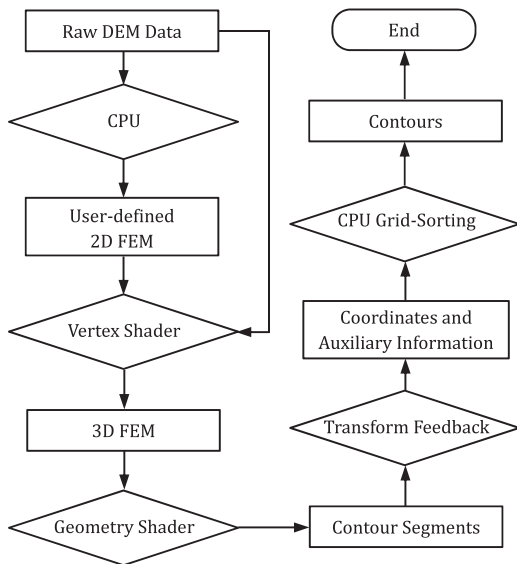 Raw DEM Data
CPU
User-defined
2D FEM
Vertex Shader
3D FEM
Geometry Shader
Contour Segments
Transform Feedback
Coordinates and
Auxiliary Information
CPU Grid-Sorting
Contours
End